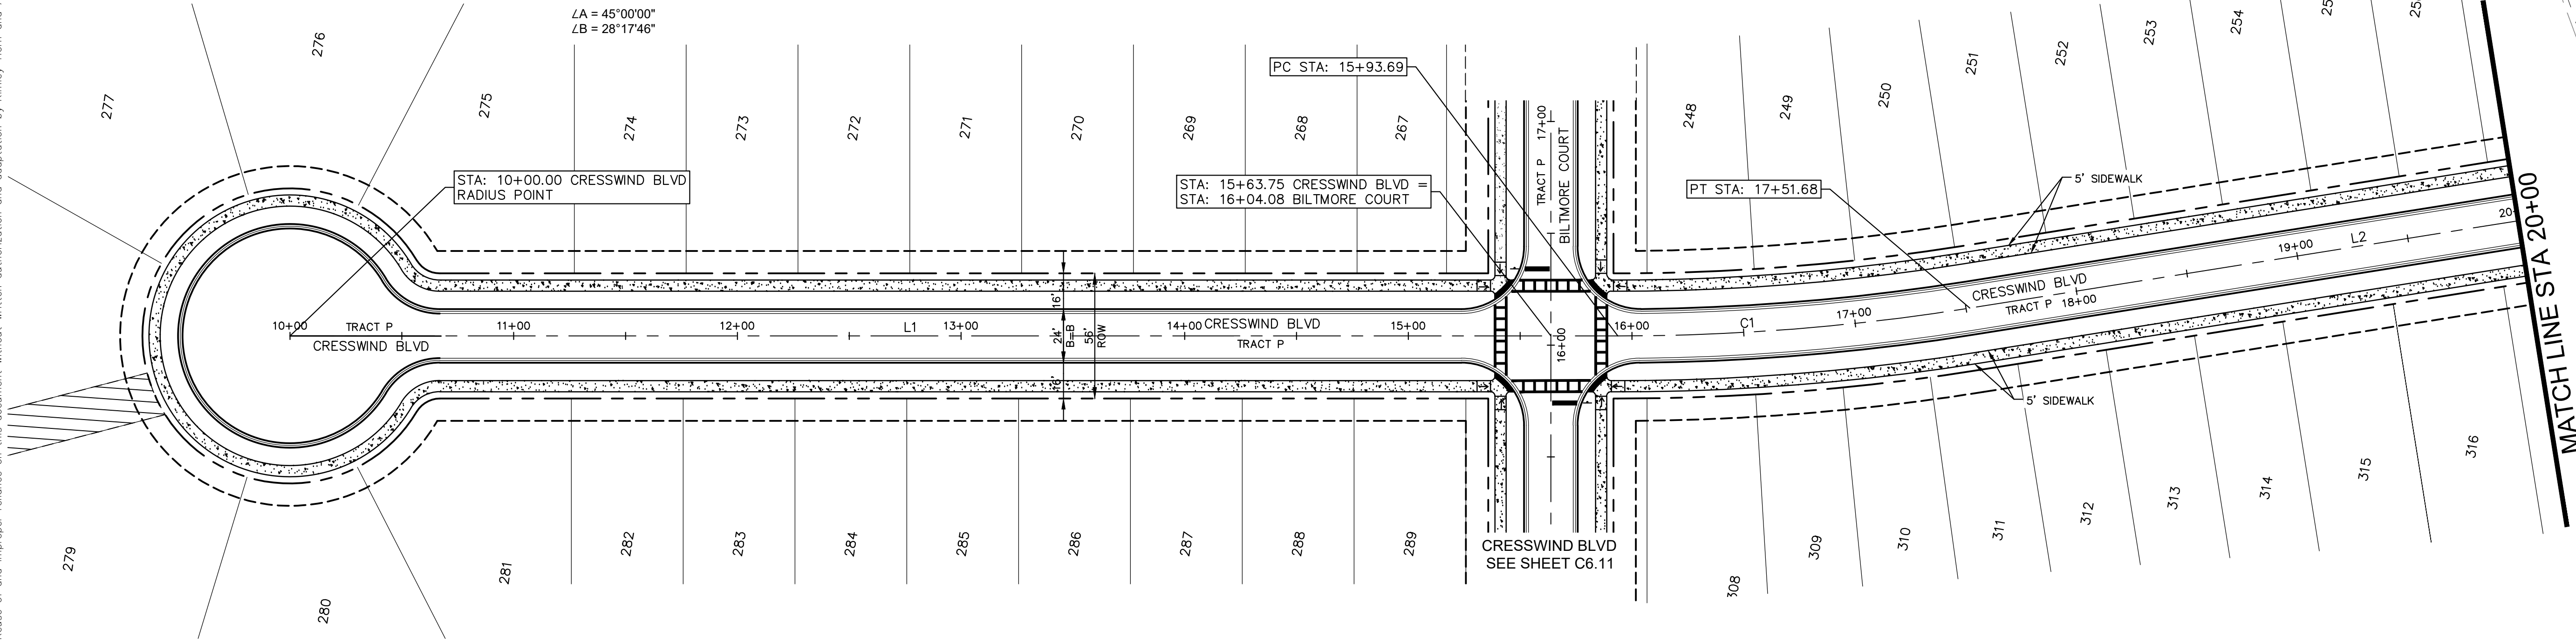 ∠A = 45°00'00"
∠B = 28°17'46"
277
276
275
274
273
272
271
270
269
268
267
248
249
250
251
252
253
254
PC STA: 15+93.69
STA: 10+00.00 CRESSWIND BLVD
RADIUS POINT
STA: 15+63.75 CRESSWIND BLVD =
STA: 16+04.08 BILTMORE COURT
PT STA: 17+51.68
TRACT P
17+00
BILTMORE COURT
5' SIDEWALK
10+00
TRACT P
CRESSWIND BLVD
11+00
12+00
L1
13+00
16'
24'
B=B
56'
ROW
16'
14+00
CRESSWIND BLVD
TRACT P
15+00
16+00
16+00
C1
17+00
CRESSWIND BLVD
TRACT P
18+00
19+00
L2
20+
5' SIDEWALK
MATCH LINE STA 20+00
279
280
281
282
283
284
285
286
287
288
289
CRESSWIND BLVD
SEE SHEET C6.11
308
309
310
311
312
313
314
315
316